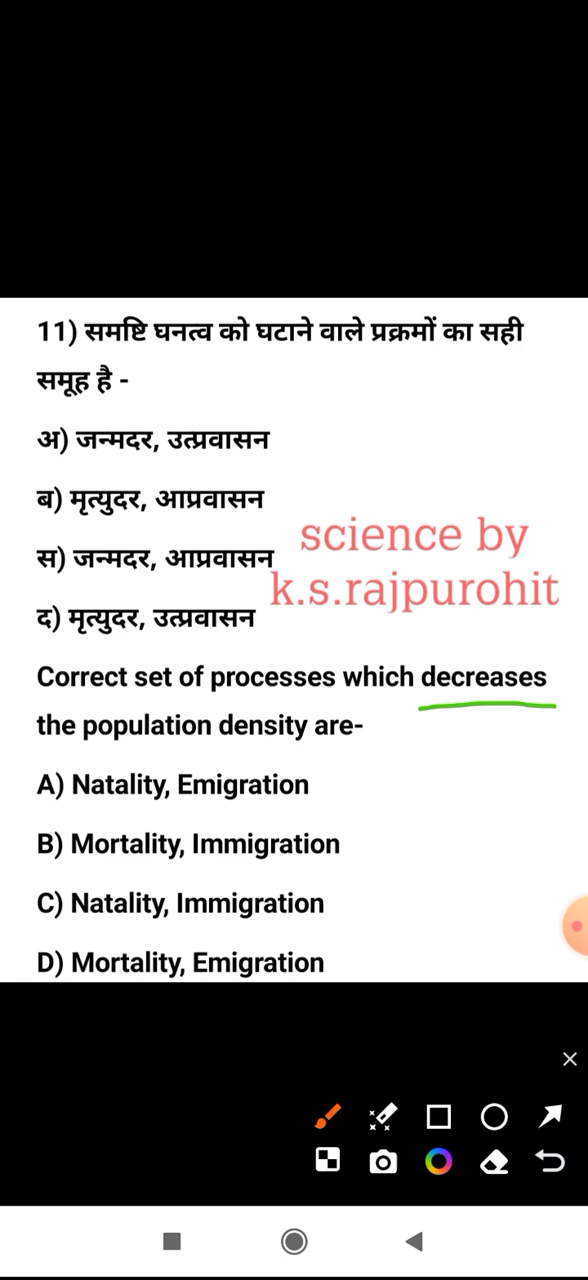 11) समष्टि घनत्व को घटाने वाले प्रक्रमों का सही
समूह है -
अ) जन्मदर, उत्प्रवासन
ब) मृत्युदर, आप्रवासन
स) जन्मदर, आप्रवासन
science by
k.s.rajpurohit
द) मृत्युदर, उत्प्रवासन
Correct set of processes which decreases
the population density are-
A) Natality, Emigration
B) Mortality, Immigration
C) Natality, Immigration
D) Mortality, Emigration